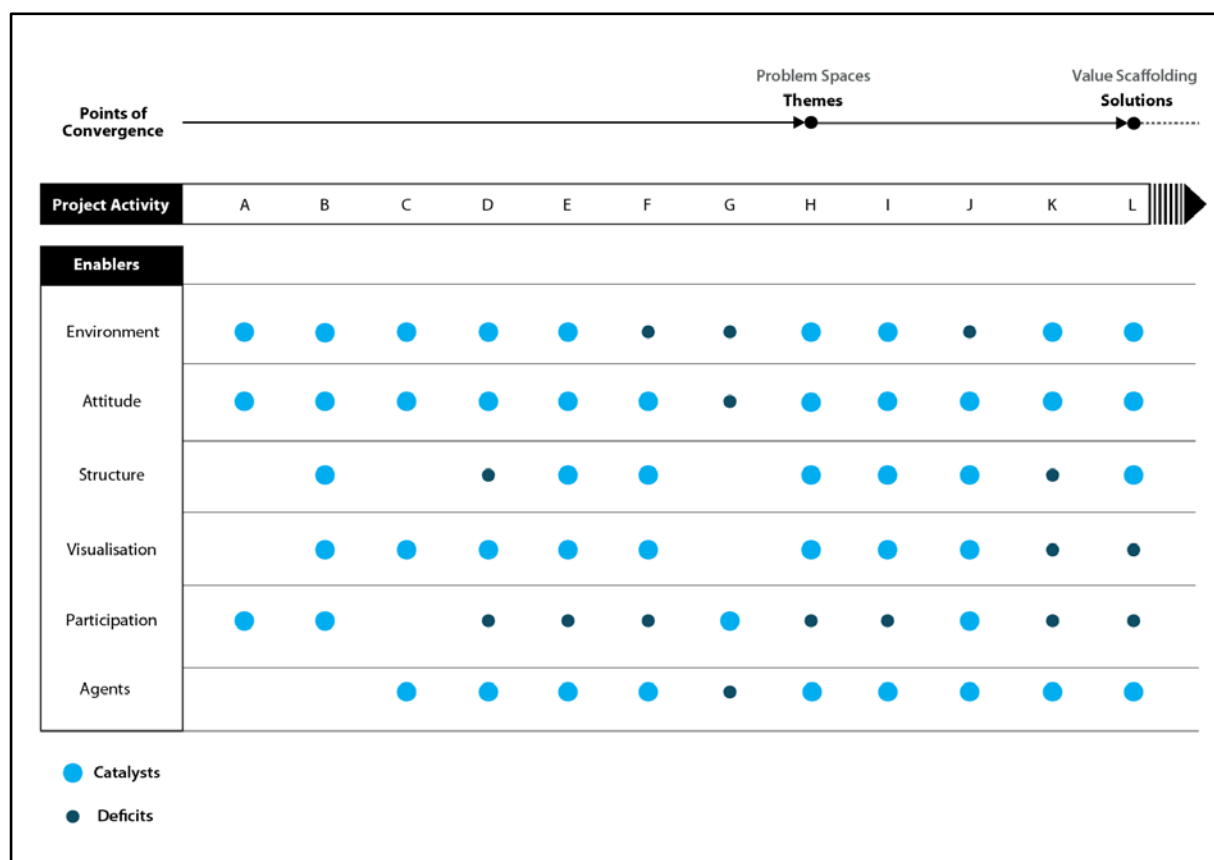 Problem Spaces
Themes
Value Scaffolding
Solutions
Points of
Convergence
Project Activity A B C D E F G H I J K L
Enablers
Environment
Attitude
Structure
Visualisation
Participation
Agents
Catalysts
Deficits